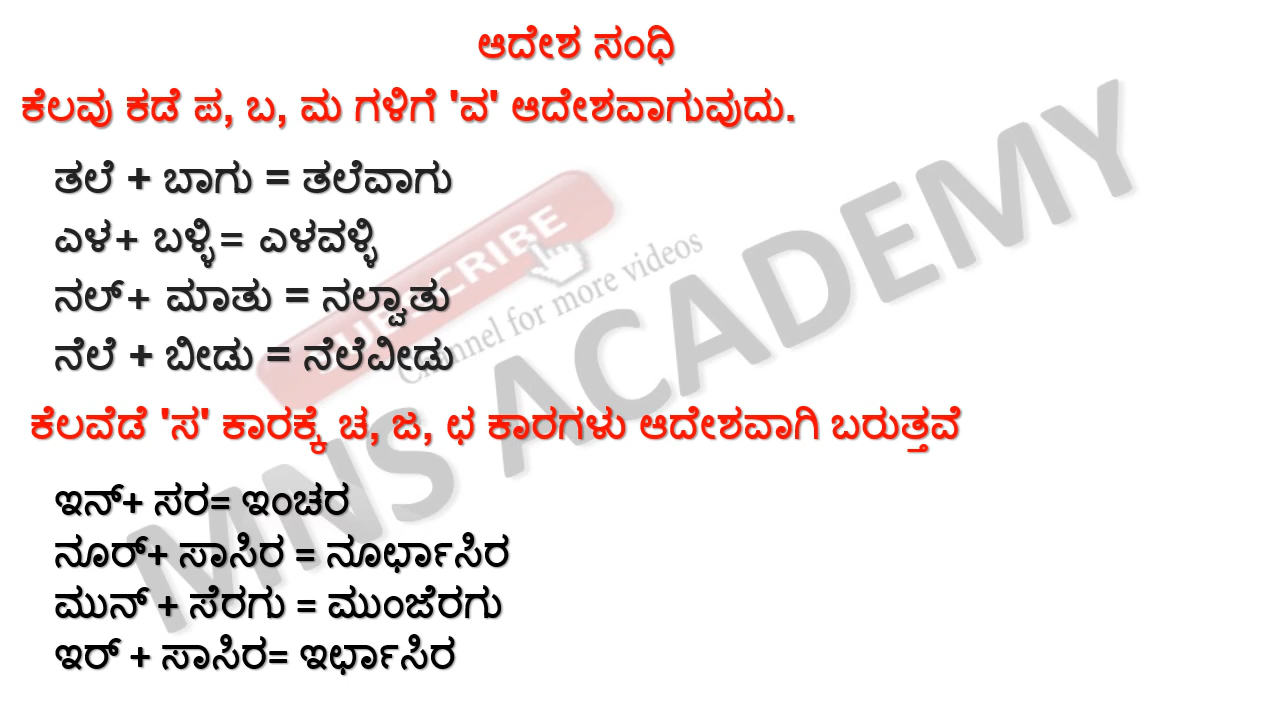 ಆದೇಶ ಸಂಧಿ
ಕೆಲವು ಕಡೆ ಪ, ಬ, ಮ ಗಳಿಗೆ 'ವ' ಆದೇಶವಾಗುವುದು.
ತಲೆ + ಬಾಗು = ತಲೆವಾಗು
ಎಳ+ ಬಳ್ಳಿ= ಎಳವಳ್ಳಿ
ನಲ್+ ಮಾತು = ನಲ್ವಾತು
ನೆಲೆ + ಬೀಡು = ನೆಲೆವೀಡು
ಕೆಲವೆಡೆ 'ಸ' ಕಾರಕ್ಕೆ ಚ, ಜ, ಛ ಕಾರಗಳು ಆದೇಶವಾಗಿ ಬರುತ್ತವೆ
ಇನ್+ ಸರ= ಇಂಚರ
ನೂರ್+ ಸಾಸಿರ = ನೂರ್ಛಾಸಿರ
ಮುನ್ + ಸೆರಗು = ಮುಂಜೆರಗು
ಇರ್ + ಸಾಸಿರ= ಇರ್ಛಾಸಿರ
SUBSCRIBE
Channel for more videos
MNS ACADEMY